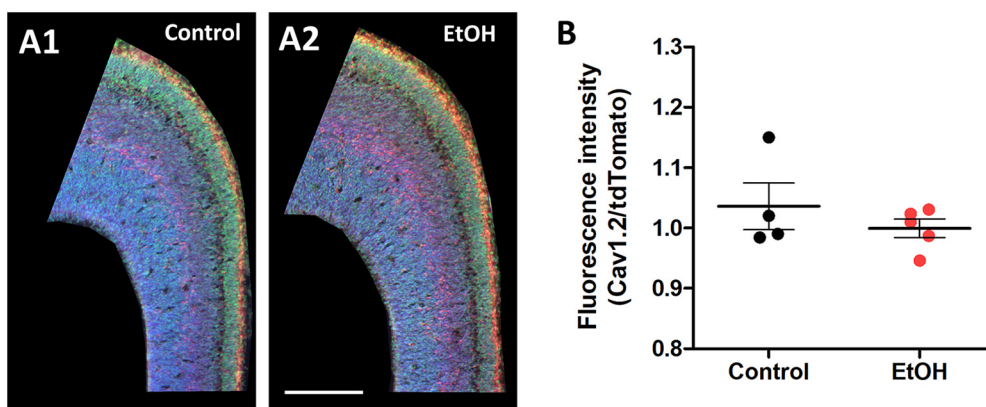 A1
Control
A2
EtOH
B
Fluorescence intensity
(Cav1.2/tdTomato)
1.3
1.2
1.1
1.0
0.9
0.8
Control
EtOH